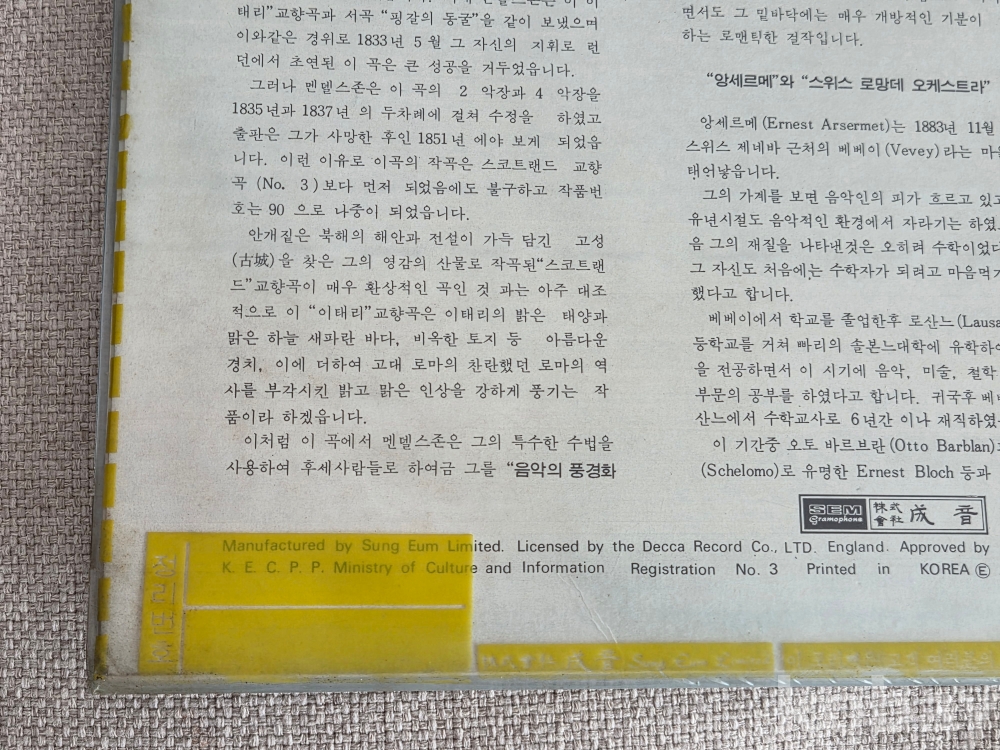 태리”교향곡과 서곡 “핑갈의 동굴”을 같이 보냈으며
이와같은 경위로 1833년 5 월 그 자신의 지휘로 런
던에서 초연된 이 곡은 큰 성공을 거두었읍니다.
그러나 멘델스존은 이 곡의 2 악장과 4 악장을
1835년과 1837년 의 두차례에 걸쳐 수정을 하였고
출판은 그가 사망한 후인 1851년 에야 보게 되었읍
니다. 이런 이유로 이곡의 작곡은 스코트랜드 교향
곡 (No. 3)보다 먼저 되었음에도 불구하고 작품번
호는 90 으로 나중이 되었읍니다.
안개짙은 북해의 해안과 전설이 가득 담긴 고성
(古城)을 찾은 그의 영감의 산물로 작곡된“스코트랜
드”교향곡이 매우 환상적인 곡인 것 과는 아주 대조
적으로 이 “이태리”교향곡은 이태리의 밝은 태양과
맑은 하늘 새파란 바다, 비옥한 토지 등 아름다운
경치, 이에 더하여 고대 로마의 찬란했던 로마의 역
사를 부각시킨 밝고 맑은 인상을 강하게 풍기는 작
품이라 하겠읍니다.
이처럼 이 곡에서 멘델스존은 그의 특수한 수법을
사용하여 후세사람들로 하여금 그를 “음악의 풍경화
면서도 그 밑바닥에는 매우 개방적인 기분이
하는 로맨틱한 걸작입니다.
“앙세르메”와 “스위스 로망데 오케스트라”
앙세르메 (Ernest Arsermet)는 1883년 11월
스위스 제네바 근처의 베베이 (Vevey) 라는 마을
태어났읍니다.
그의 가계를 보면 음악인의 피가 흐르고 있고
유년시절도 음악적인 환경에서 자라기는 하였
음 그의 재질을 나타낸것은 오히려 수학이었다
그 자신도 처음에는 수학자가 되려고 마음먹기
했다고 합니다.
베베이에서 학교를 졸업한후 로산느 (Lausa
등학교를 거쳐 빠리의 솔본느대학에 유학하여
을 전공하면서 이 시기에 음악, 미술, 철학
부문의 공부를 하였다고 합니다. 귀국후 베
산느에서 수학교사로 6년간 이나 재직하였
이 기간중 오토 바르브란 (Otto Barblan)
(Schelomo)로 유명한 Ernest Bloch 등과
SEM 株式會社 成音
Gramophone
Manufactured by Sung Eum Limited. Licensed by the Decca Record Co., LTD. England. Approved by
K. E. C. P. P. Ministry of Culture and Information Registration No. 3 Printed in KOREA Ⓔ